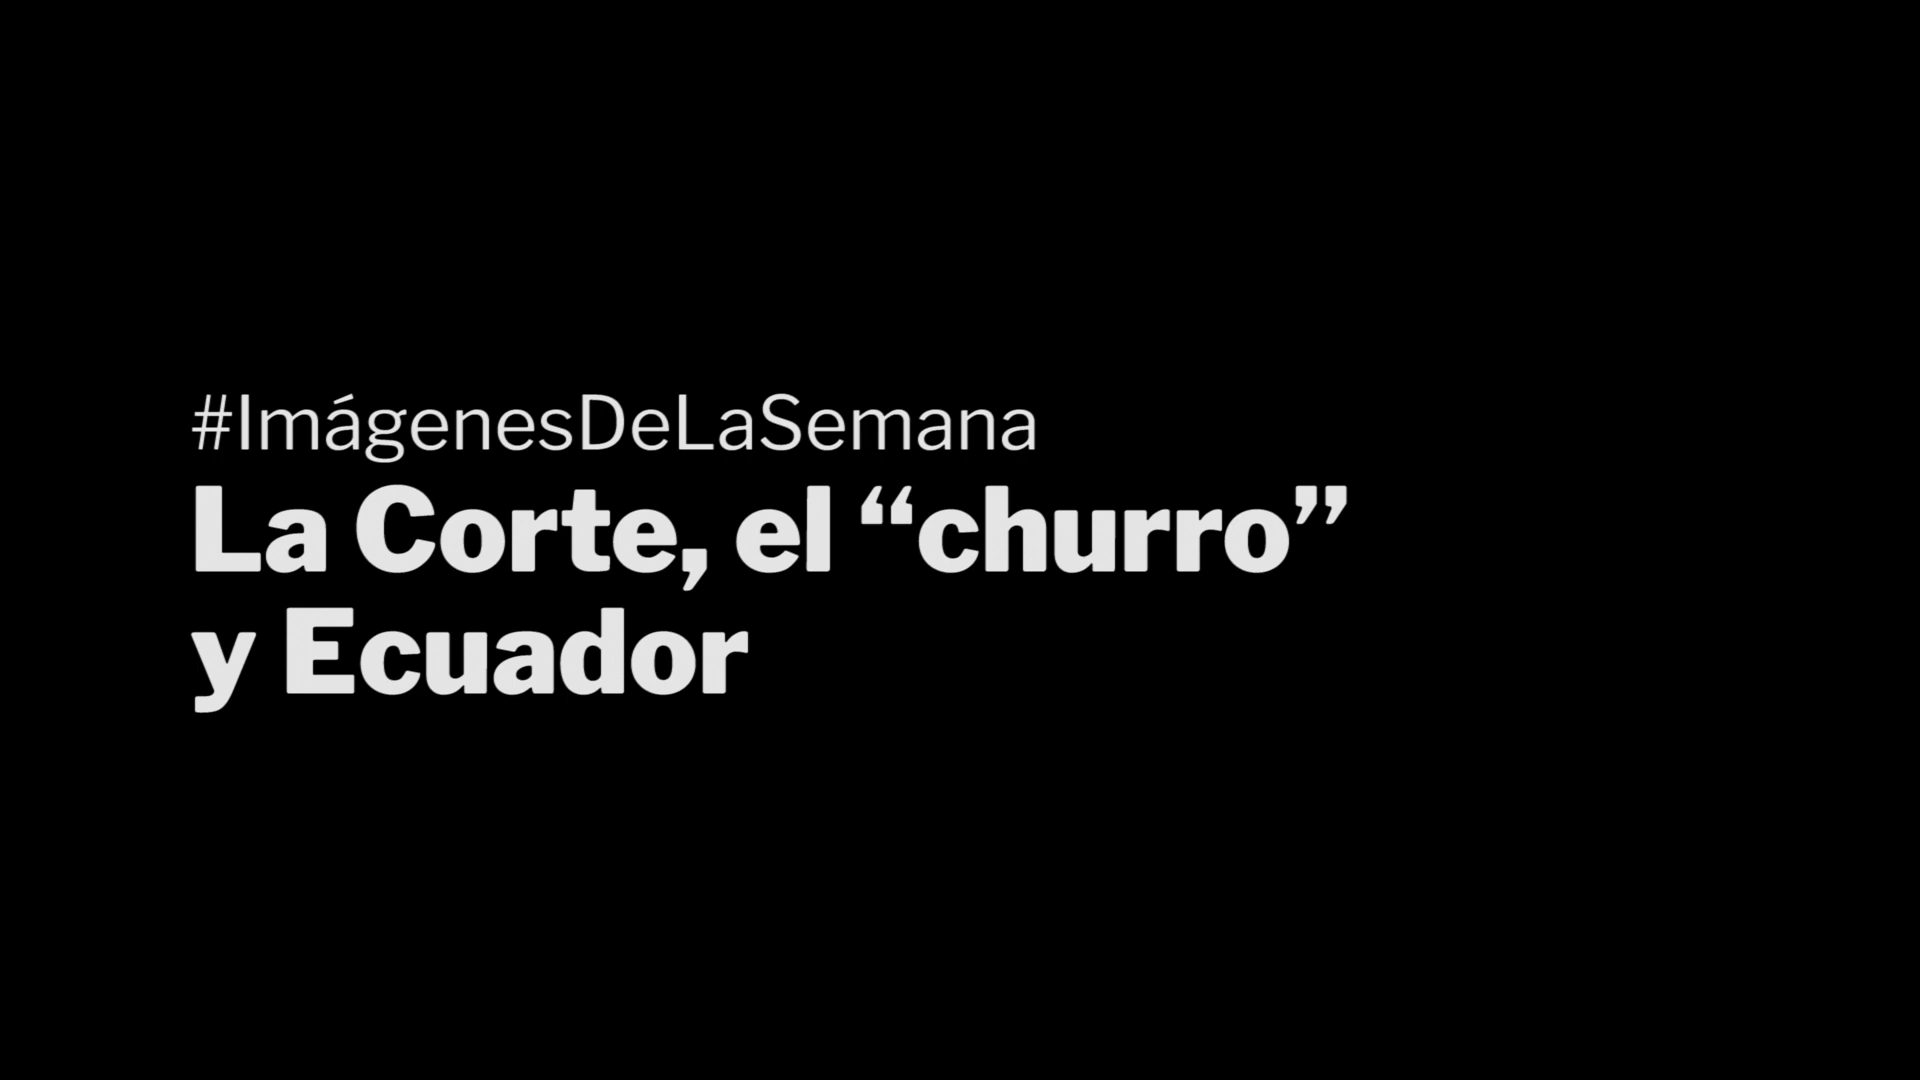 #ImágenesDeLaSemana
La Corte, el “churro”
y Ecuador